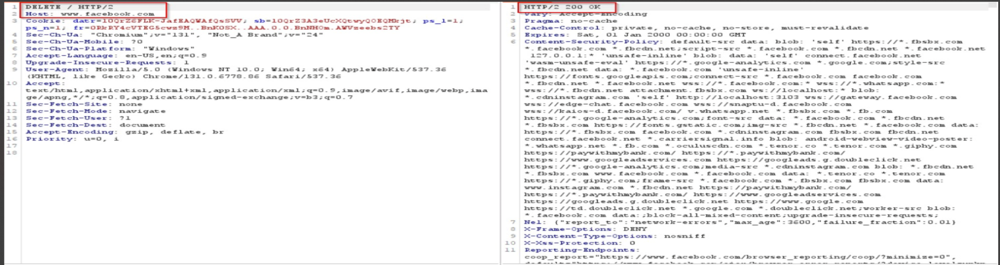 1 DELETE / HTTP/2
2 Host: www.facebook.com
3 Cookie: datr= sb= ps_l=1;
ps_n=1;
4 Sec-Ch-Ua: "Chromium";v="131", "Not_A Brand";v="24"
5 Sec-Ch-Ua-Mobile: ?0
6 Sec-Ch-Ua-Platform: "Windows"
7 Accept-Language: en-US,en;q=0.9
8 Upgrade-Insecure-Requests: 1
9 User-Agent: Mozilla/5.0 (Windows NT 10.0; Win64; x64) AppleWebKit/537.36
(KHTML, like Gecko) Chrome/131.0.6778.86 Safari/537.36
10 Accept:
text/html,application/xhtml+xml,application/xml;q=0.9,image/avif,image/webp,ima
ge/apng,*/*;q=0.8,application/signed-exchange;v=b3;q=0.7
11 Sec-Fetch-Site: none
12 Sec-Fetch-Mode: navigate
13 Sec-Fetch-User: ?1
14 Sec-Fetch-Dest: document
15 Accept-Encoding: gzip, deflate, br
16 Priority: u=0, i
17
18
1 HTTP/2 200 OK
2 Vary: Accept-Encoding
3 Pragma: no-cache
4 Cache-Control: private, no-cache, no-store, must-revalidate
5 Expires: Sat, 01 Jan 2000 00:00:00 GMT
6 Content-Security-Policy: default-src data: blob: 'self' https://*.fbsbx.com
*.facebook.com *.fbcdn.net;script-src *.facebook.com *.fbcdn.net *.facebook.net
127.0.0.1:* 'unsafe-inline' blob: data: 'self' connect.facebook.net
'wasm-unsafe-eval' https://*.google-analytics.com *.google.com;style-src
*.fbcdn.net data: *.facebook.com 'unsafe-inline'
https://fonts.googleapis.com;connect-src *.facebook.com facebook.com
*.fbcdn.net *.facebook.net wss://*.facebook.com:* wss://*.whatsapp.com:*
wss://*.fbcdn.net attachment.fbsbx.com ws://localhost:* blob:
*.cdninstagram.com 'self' http://localhost:3103 wss://gateway.facebook.com
wss://edge-chat.facebook.com wss://snaptu-d.facebook.com
wss://kaios-d.facebook.com/ v.whatsapp.net *.fbsbx.com *.fb.com
https://*.google-analytics.com;font-src data: *.facebook.com *.fbcdn.net
*.fbsbx.com https://fonts.gstatic.com;img-src *.fbcdn.net *.facebook.com data:
https://*.fbsbx.com facebook.com *.cdninstagram.com fbsbx.com fbcdn.net
connect.facebook.net *.carriersignal.info blob: android-webview-video-poster:
*.whatsapp.net *.fb.com *.oculuscdn.com *.tenor.co *.tenor.com *.giphy.com
https://paywithmybank.com/ https://*.paywithmybank.com/
https://www.googleadservices.com https://googleads.g.doubleclick.net
https://*.google-analytics.com;media-src *.cdninstagram.com blob: *.fbcdn.net
*.fbsbx.com www.facebook.com *.facebook.com data: *.tenor.co *.tenor.com
https://*.giphy.com;frame-src *.facebook.com *.fbsbx.com fbsbx.com data:
www.instagram.com *.fbcdn.net https://paywithmybank.com/
https://*.paywithmybank.com/ https://www.googleadservices.com
https://googleads.g.doubleclick.net https://www.google.com
https://td.doubleclick.net *.google.com *.doubleclick.net;worker-src blob:
*.facebook.com data:;block-all-mixed-content;upgrade-insecure-requests;
7 Nel: {"report_to":"network-errors","max_age":3600,"failure_fraction":0.01}
8 X-Frame-Options: DENY
9 X-Content-Type-Options: nosniff
10 X-Xss-Protection: 0
11 Reporting-Endpoints:
coop_report="https://www.facebook.com/browser_reporting/coop/?minimize=0",